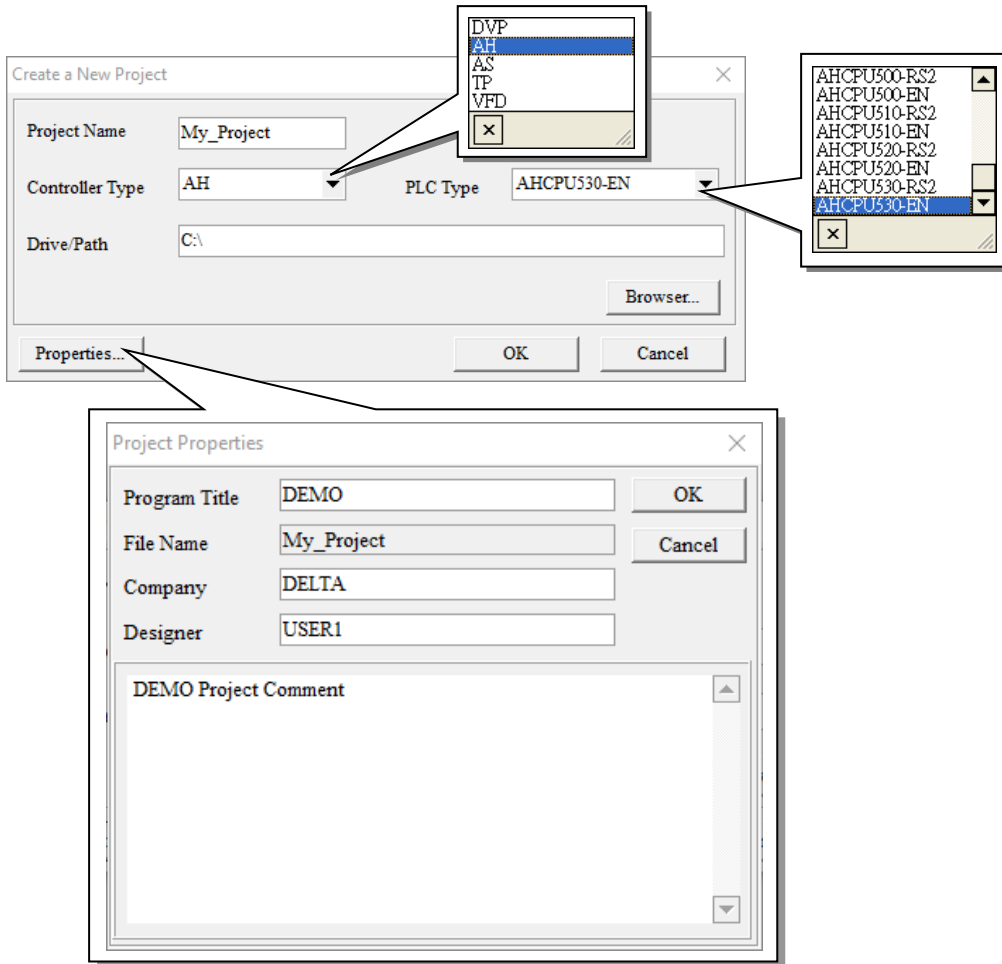 DVP
AH
AS
TP
VFD
Create a New Project
Project Name My_Project
Controller Type AH PLC Type AHCPU530-EN
Drive/Path C:\
Browser...
Properties... OK Cancel
AHCPU500-RS2
AHCPU500-EN
AHCPU510-RS2
AHCPU510-EN
AHCPU520-RS2
AHCPU520-EN
AHCPU530-RS2
AHCPU530-EN
Project Properties
Program Title DEMO OK
File Name My_Project Cancel
Company DELTA
Designer USER1
DEMO Project Comment